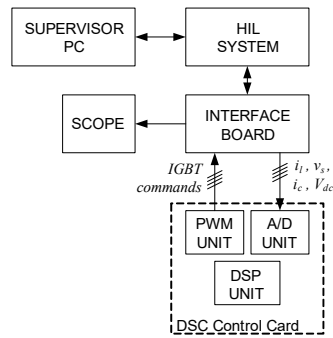 SUPERVISOR
PC
HIL
SYSTEM
SCOPE
INTERFACE
BOARD
IGBT
commands
i_l , v_s ,
i_c , V_dc
PWM
UNIT
A/D
UNIT
DSP
UNIT
DSC Control Card